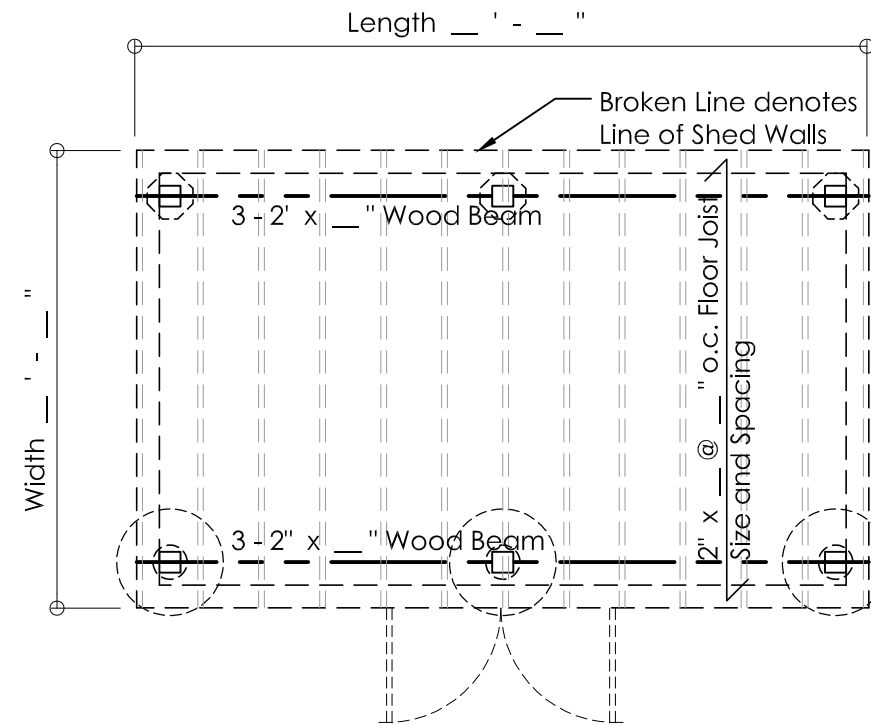 Length __ ' - __ "
Broken Line denotes
Line of Shed Walls
3 - 2' x __ " Wood Beam
Width __ ' - __ "
2" x __ @ __ " o.c. Floor Joist
Size and Spacing
3 - 2" x __ " Wood Beam